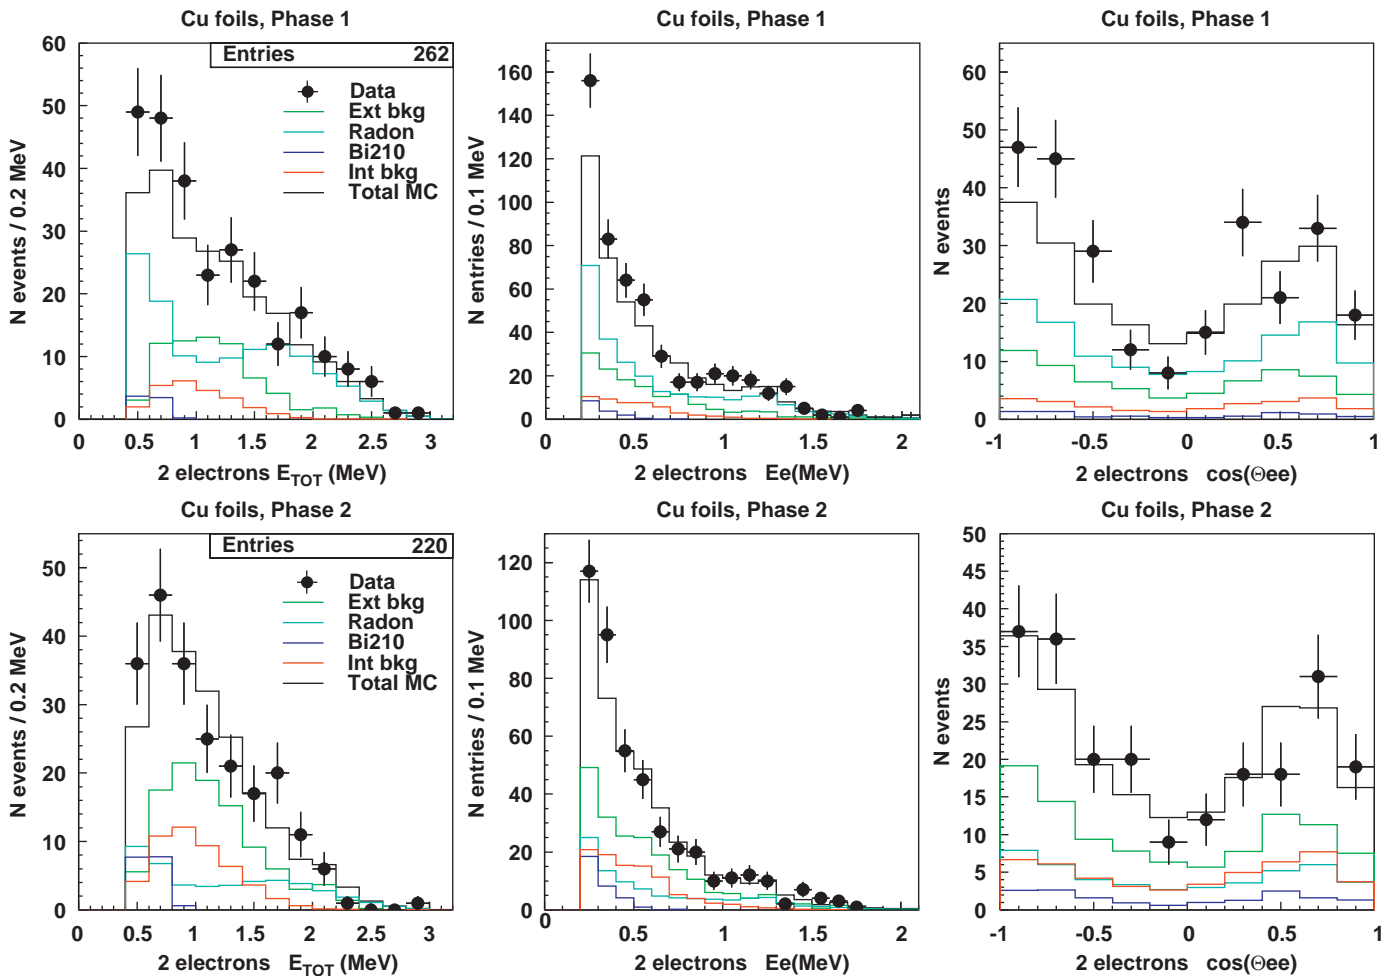 Cu foils, Phase 1
N events / 0.2 MeV
60
50
40
30
20
10
0
Entries 262
Data
Ext bkg
Radon
Bi210
Int bkg
Total MC
0 0.5 1 1.5 2 2.5 3
2 electrons E_TOT (MeV)
Cu foils, Phase 1
N entries / 0.1 MeV
160
140
120
100
80
60
40
20
0
0 0.5 1 1.5 2
2 electrons Ee(MeV)
Cu foils, Phase 1
N events
60
50
40
30
20
10
0
-1 -0.5 0 0.5 1
2 electrons cos(Θee)
Cu foils, Phase 2
N events / 0.2 MeV
50
40
30
20
10
0
Entries 220
Data
Ext bkg
Radon
Bi210
Int bkg
Total MC
0 0.5 1 1.5 2 2.5 3
2 electrons E_TOT (MeV)
Cu foils, Phase 2
N entries / 0.1 MeV
120
100
80
60
40
20
0
0 0.5 1 1.5 2
2 electrons Ee(MeV)
Cu foils, Phase 2
N events
50
45
40
35
30
25
20
15
10
5
0
-1 -0.5 0 0.5 1
2 electrons cos(Θee)